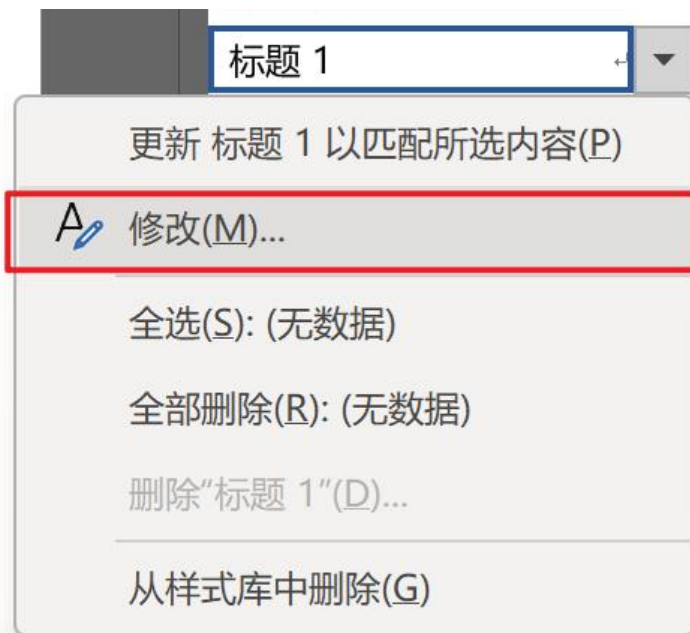 标题 1
更新 标题 1 以匹配所选内容(P)
修改(M)...
全选(S): (无数据)
全部删除(R): (无数据)
删除“标题 1”(D)...
从样式库中删除(G)